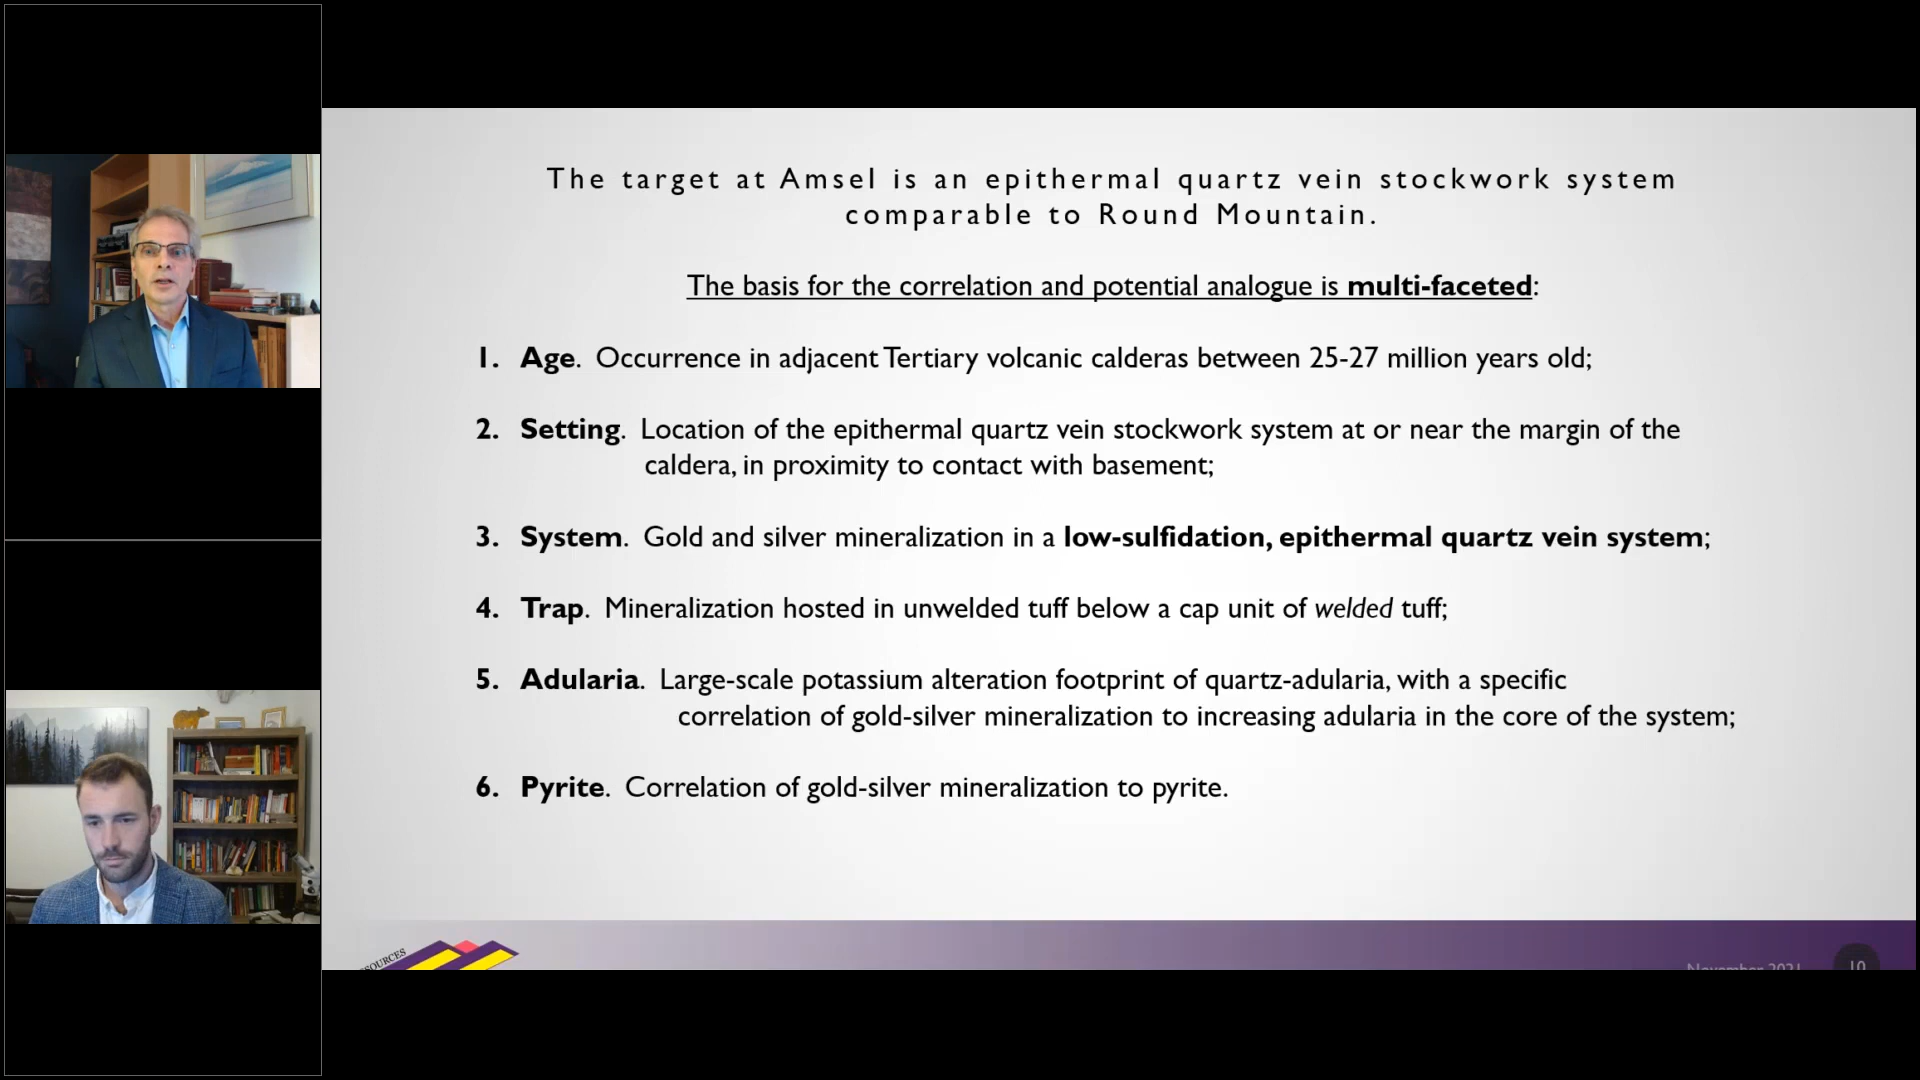 The target at Amsel is an epithermal quartz vein stockwork system
comparable to Round Mountain.
The basis for the correlation and potential analogue is multi-faceted:
1. Age. Occurrence in adjacent Tertiary volcanic calderas between 25-27 million years old;
2. Setting. Location of the epithermal quartz vein stockwork system at or near the margin of the
caldera, in proximity to contact with basement;
3. System. Gold and silver mineralization in a low-sulfidation, epithermal quartz vein system;
4. Trap. Mineralization hosted in unwelded tuff below a cap unit of welded tuff;
5. Adularia. Large-scale potassium alteration footprint of quartz-adularia, with a specific
correlation of gold-silver mineralization to increasing adularia in the core of the system;
6. Pyrite. Correlation of gold-silver mineralization to pyrite.
November 2021
10